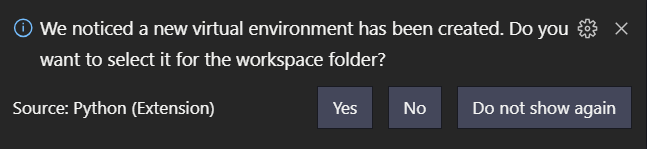 We noticed a new virtual environment has been created. Do you
want to select it for the workspace folder?
Source: Python (Extension)
Yes
No
Do not show again